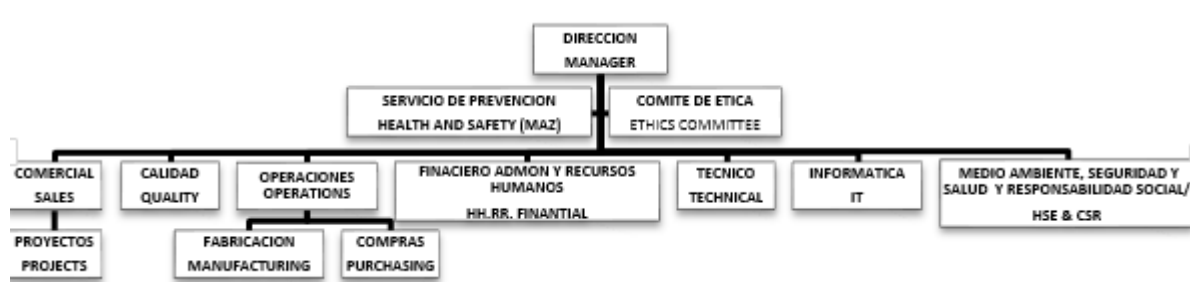 DIRECCION
MANAGER
SERVICIO DE PREVENCION
HEALTH AND SAFETY (MAZ)
COMITE DE ETICA
ETHICS COMMITTEE
COMERCIAL
SALES
CALIDAD
QUALITY
OPERACIONES
OPERATIONS
FINACIERO ADMON Y RECURSOS
HUMANOS
HH.RR. FINANTIAL
TECNICO
TECHNICAL
INFORMATICA
IT
MEDIO AMBIENTE, SEGURIDAD Y
SALUD Y RESPONSABILIDAD SOCIAL/
HSE & CSR
PROYECTOS
PROJECTS
FABRICACION
MANUFACTURING
COMPRAS
PURCHASING